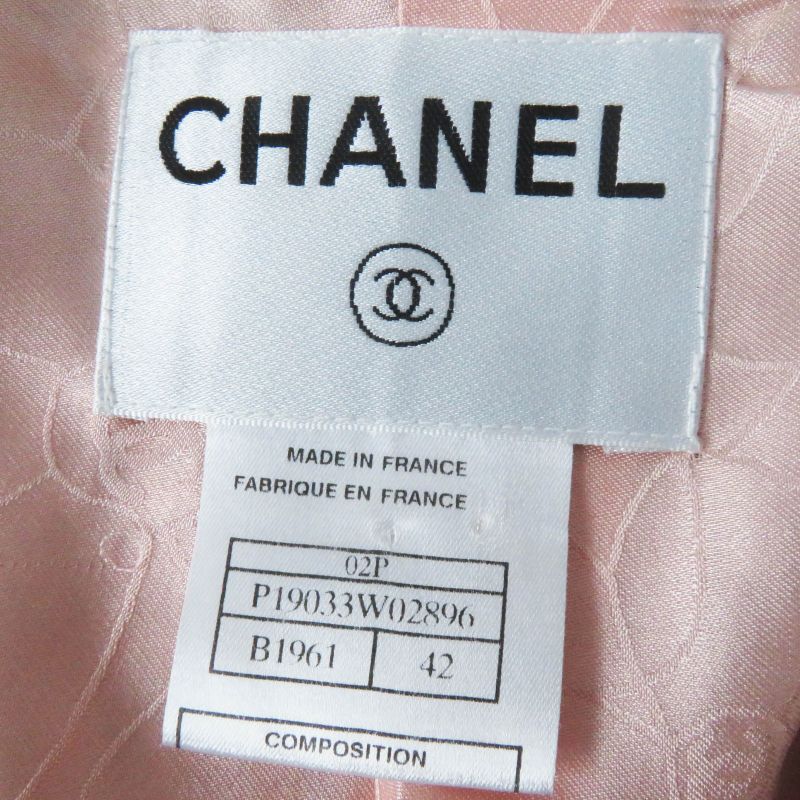 CHANEL
MADE IN FRANCE
FABRIQUE EN FRANCE
02P
P19033W02896
B1961 42
COMPOSITION